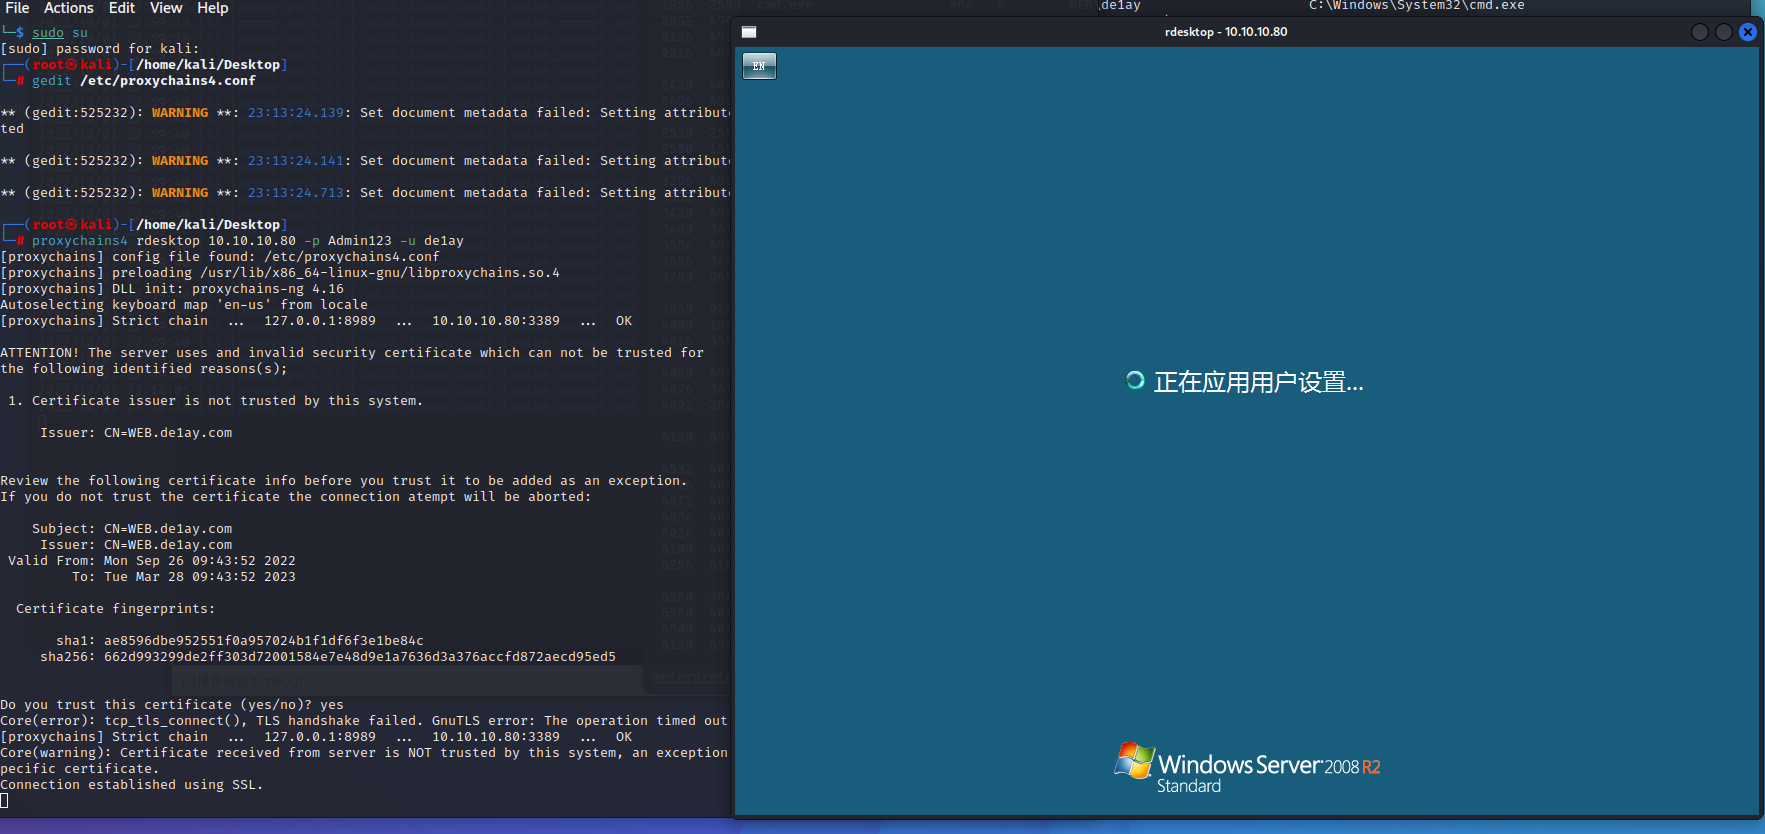 File Actions Edit View Help
└─$ sudo su
[sudo] password for kali:
┌──(root㉿kali)-[/home/kali/Desktop]
└─# gedit /etc/proxychains4.conf
** (gedit:525232): WARNING **: 23:13:24.139: Set document metadata failed: Setting attribut
ted
** (gedit:525232): WARNING **: 23:13:24.141: Set document metadata failed: Setting attribut
** (gedit:525232): WARNING **: 23:13:24.713: Set document metadata failed: Setting attribut
┌──(root㉿kali)-[/home/kali/Desktop]
└─# proxychains4 rdesktop 10.10.10.80 -p Admin123 -u de1ay
[proxychains] config file found: /etc/proxychains4.conf
[proxychains] preloading /usr/lib/x86_64-linux-gnu/libproxychains.so.4
[proxychains] DLL init: proxychains-ng 4.16
Autoselecting keyboard map 'en-us' from locale
[proxychains] Strict chain ... 127.0.0.1:8989 ... 10.10.10.80:3389 ... OK
ATTENTION! The server uses and invalid security certificate which can not be trusted for
the following identified reasons(s);
1. Certificate issuer is not trusted by this system.
Issuer: CN=WEB.de1ay.com
Review the following certificate info before you trust it to be added as an exception.
If you do not trust the certificate the connection atempt will be aborted:
Subject: CN=WEB.de1ay.com
Issuer: CN=WEB.de1ay.com
Valid From: Mon Sep 26 09:43:52 2022
To: Tue Mar 28 09:43:52 2023
Certificate fingerprints:
sha1: ae8596dbe952551f0a957024b1f1df6f3e1be84c
sha256: 662d993299de2ff303d72001584e7e48d9e1a7636d3a376accfd872aecd95ed5
Do you trust this certificate (yes/no)? yes
Core(error): tcp_tls_connect(), TLS handshake failed. GnuTLS error: The operation timed out
[proxychains] Strict chain ... 127.0.0.1:8989 ... 10.10.10.80:3389 ... OK
Core(warning): Certificate received from server is NOT trusted by this system, an exception
pecific certificate.
Connection established using SSL.
\de1ay C:\Windows\System32\cmd.exe
rdesktop - 10.10.10.80
EN
正在应用用户设置...
Windows Server 2008 R2
Standard